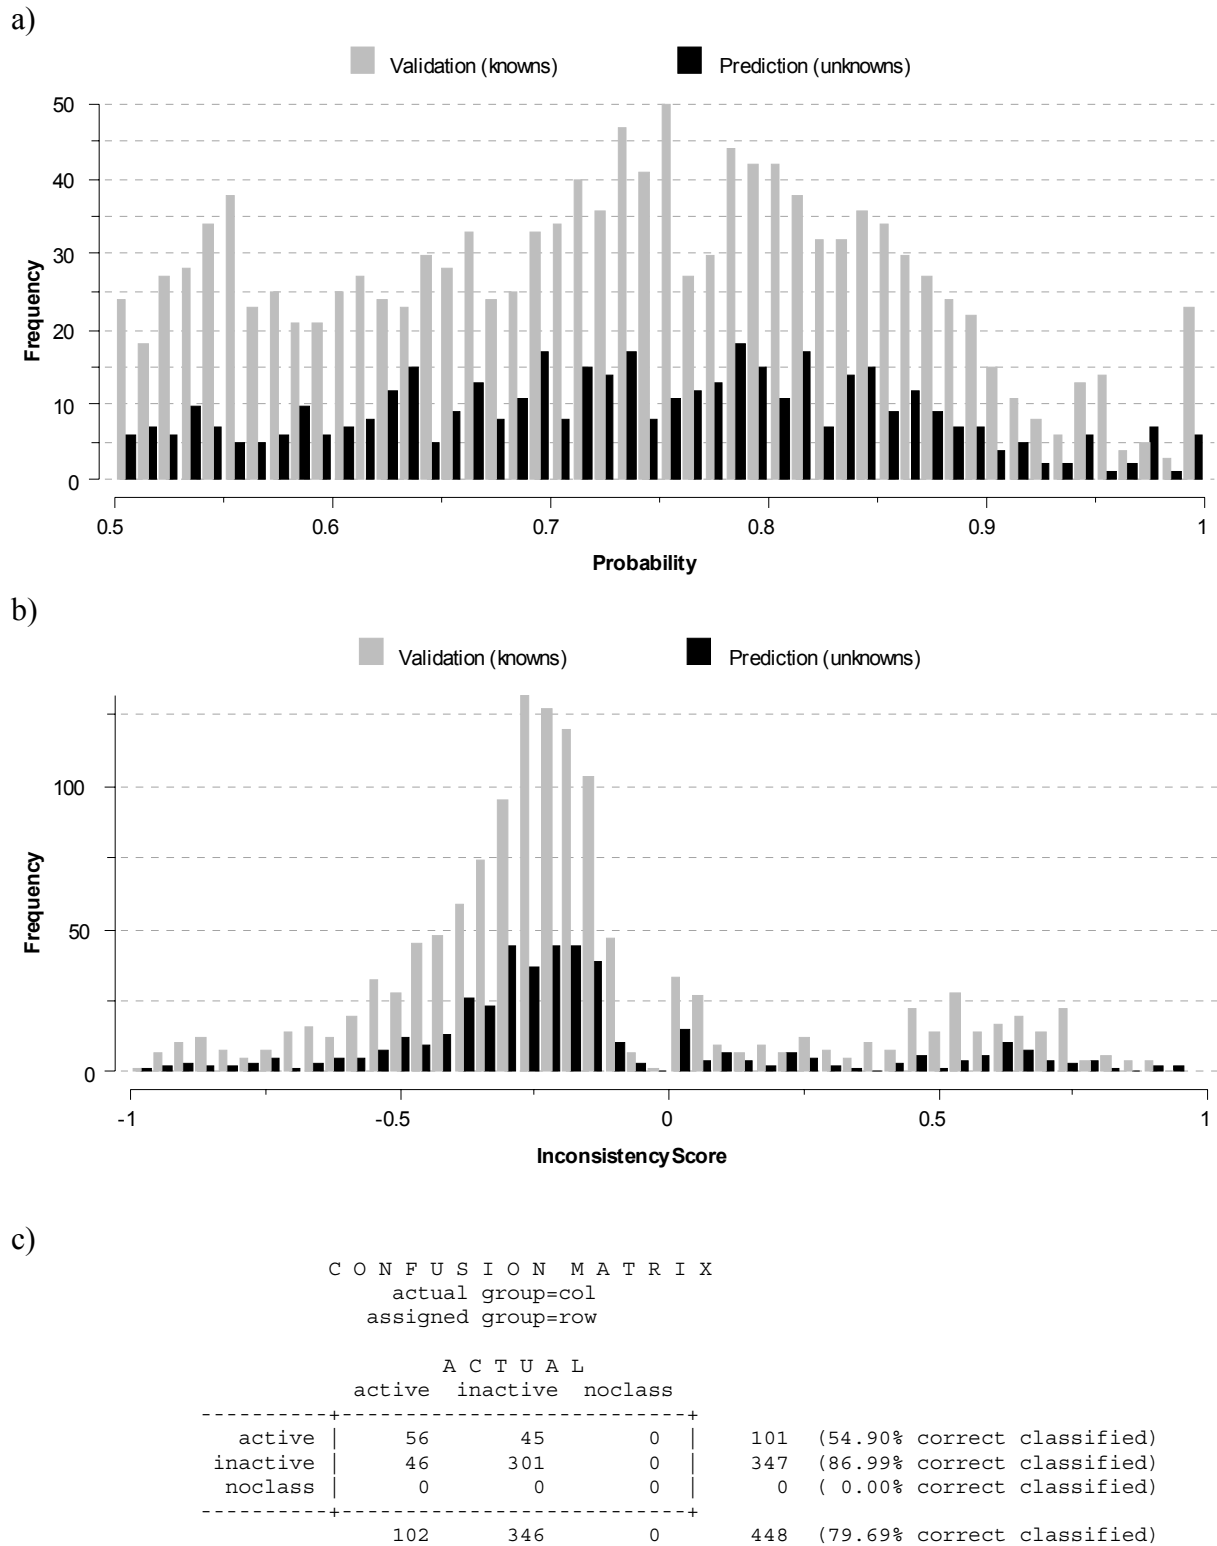 a)
Validation (knowns) Prediction (unknowns)
50
40
30
20
10
0
Frequency
0.5 0.6 0.7 0.8 0.9 1
Probability
b)
Validation (knowns) Prediction (unknowns)
100
50
0
Frequency
-1 -0.5 0 0.5 1
Inconsistency Score
c)
C O N F U S I O N M A T R I X
actual group=col
assigned group=row
A C T U A L
active inactive noclass
----------+----------------------------+
active | 56 45 0 | 101 (54.90% correct classified)
inactive | 46 301 0 | 347 (86.99% correct classified)
noclass | 0 0 0 | 0 ( 0.00% correct classified)
----------+----------------------------+
102 346 0 448 (79.69% correct classified)